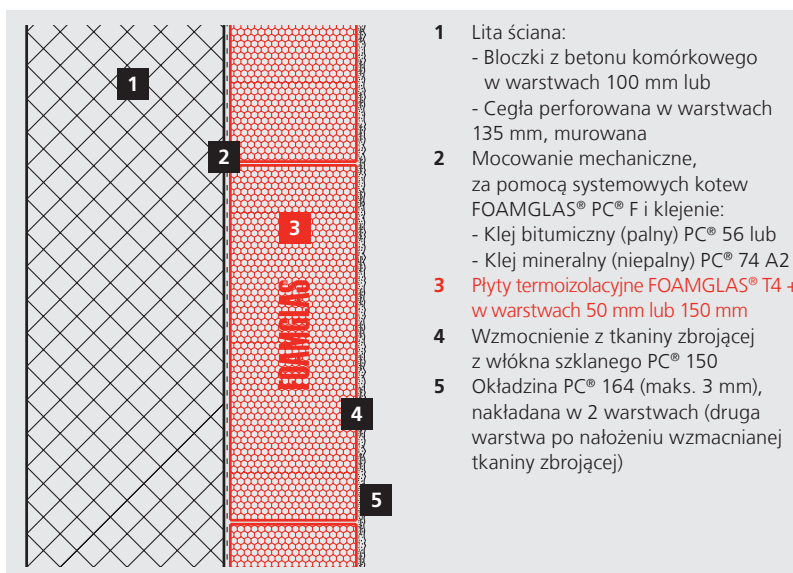 1
2
3
FOAMGLAS
4
5
1 Lita ściana:
- Bloczki z betonu komórkowego
w warstwach 100 mm lub
- Cegła perforowana w warstwach
135 mm, murowana
2 Mocowanie mechaniczne,
za pomocą systemowych kotew
FOAMGLAS® PC® F i klejenie:
- Klej bitumiczny (palny) PC® 56 lub
- Klej mineralny (niepalny) PC® 74 A2
3 Płyty termoizolacyjne FOAMGLAS® T4 +
w warstwach 50 mm lub 150 mm
4 Wzmocnienie z tkaniny zbrojącej
z włókna szklanego PC® 150
5 Okładzina PC® 164 (maks. 3 mm),
nakładana w 2 warstwach (druga
warstwa po nałożeniu wzmacnianej
tkaniny zbrojącej)